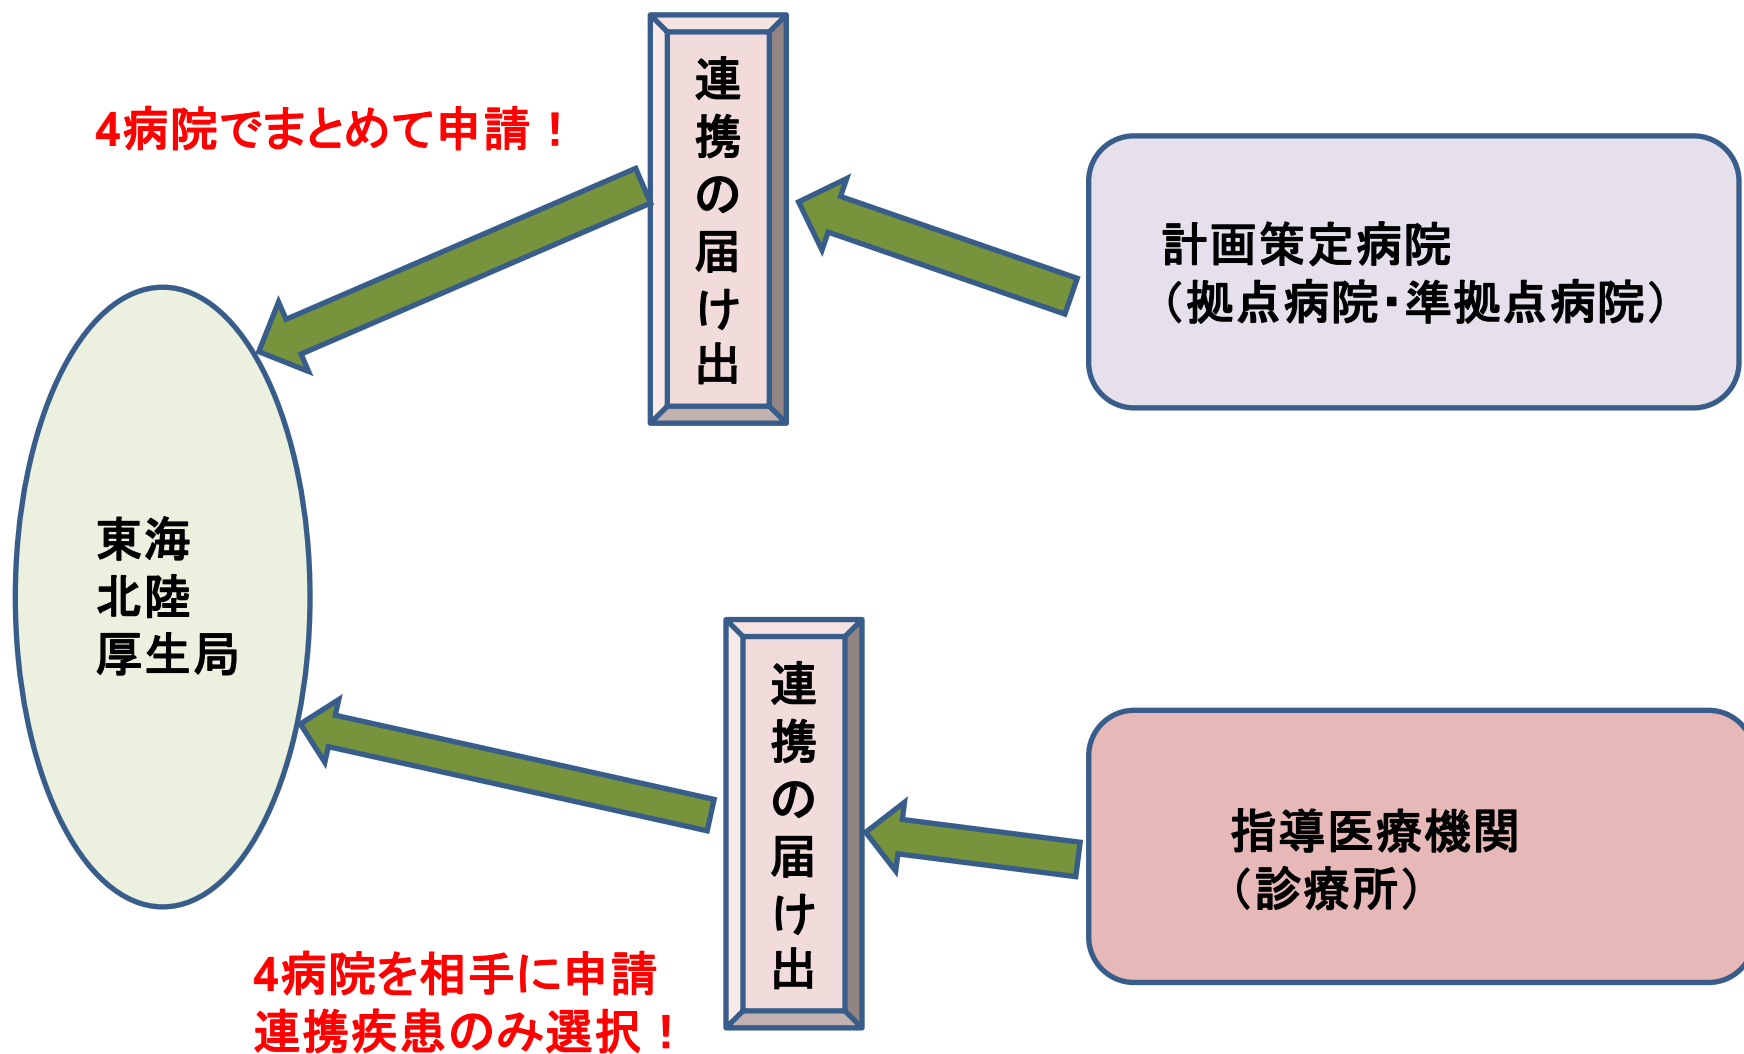 4病院でまとめて申請！
連携の届け出
計画策定病院
（拠点病院・準拠点病院）
東海
北陸
厚生局
連携の届け出
指導医療機関
（診療所）
4病院を相手に申請
連携疾患のみ選択！